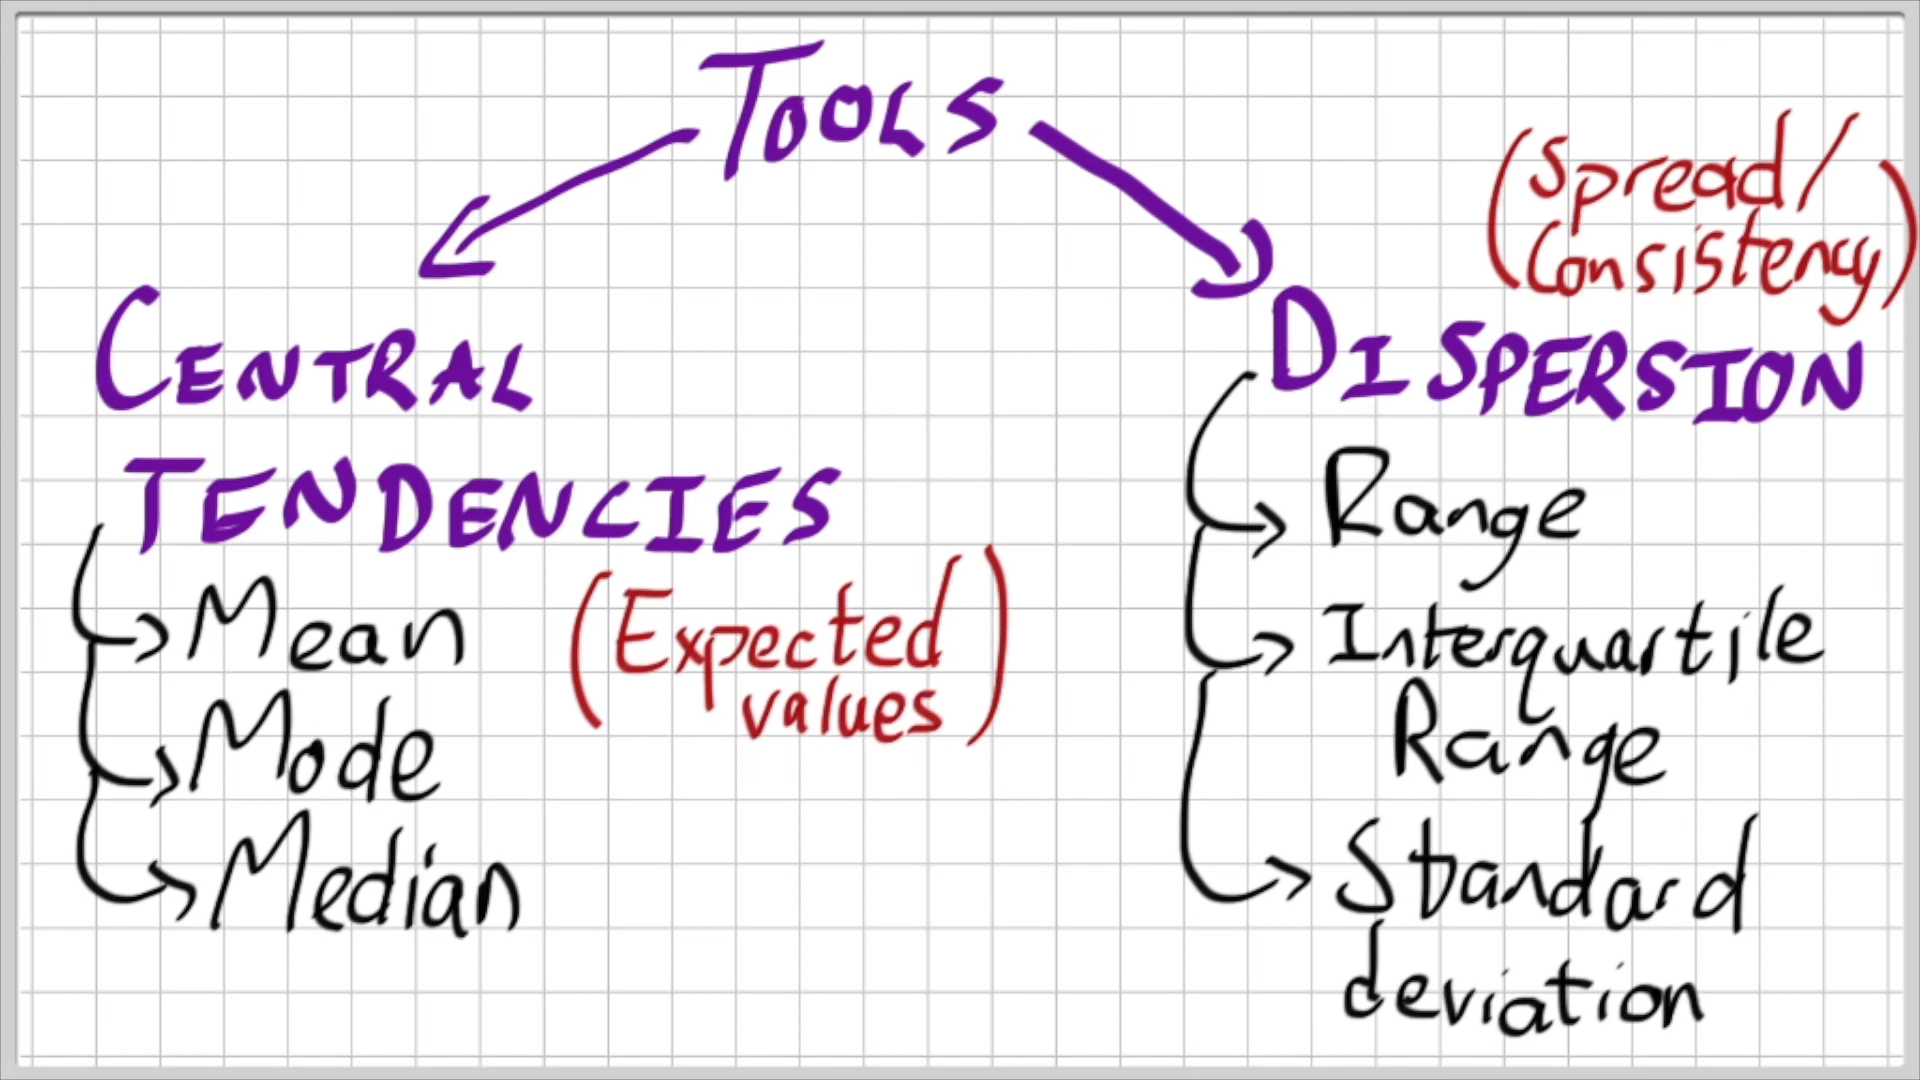 TOOLS
CENTRAL
TENDENCIES
Mean
Mode
Median
(Expected
values)
(Spread/
Consistency)
DISPERSION
Range
Interquartile
Range
Standard
deviation